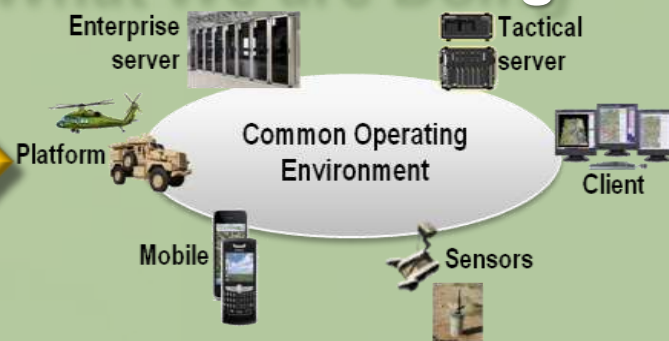 Enterprise
server
Tactical
server
Common Operating
Environment
Platform
Client
Mobile
Sensors